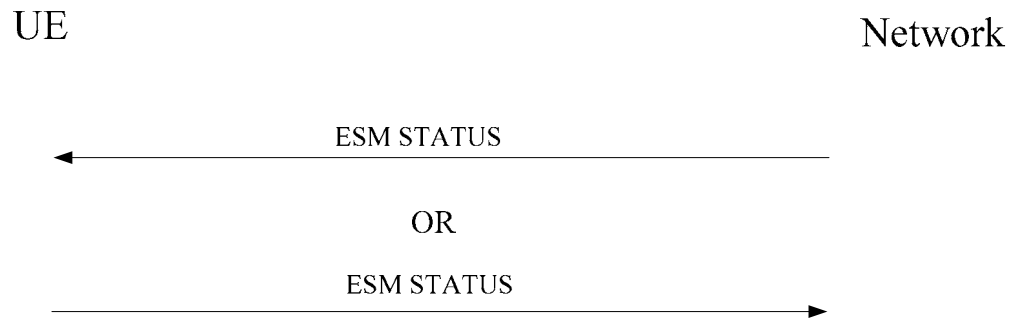 UE
Network
ESM STATUS
OR
ESM STATUS